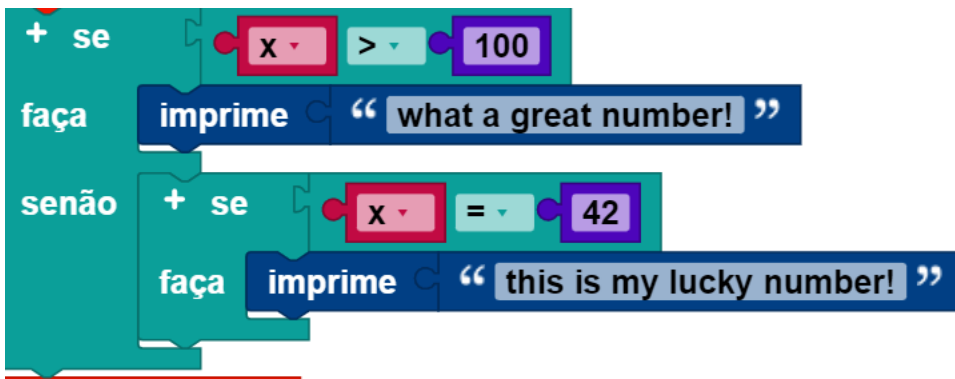 + se x > 100
faça imprime “ what a great number! ”
senão + se x = 42
faça imprime “ this is my lucky number! ”